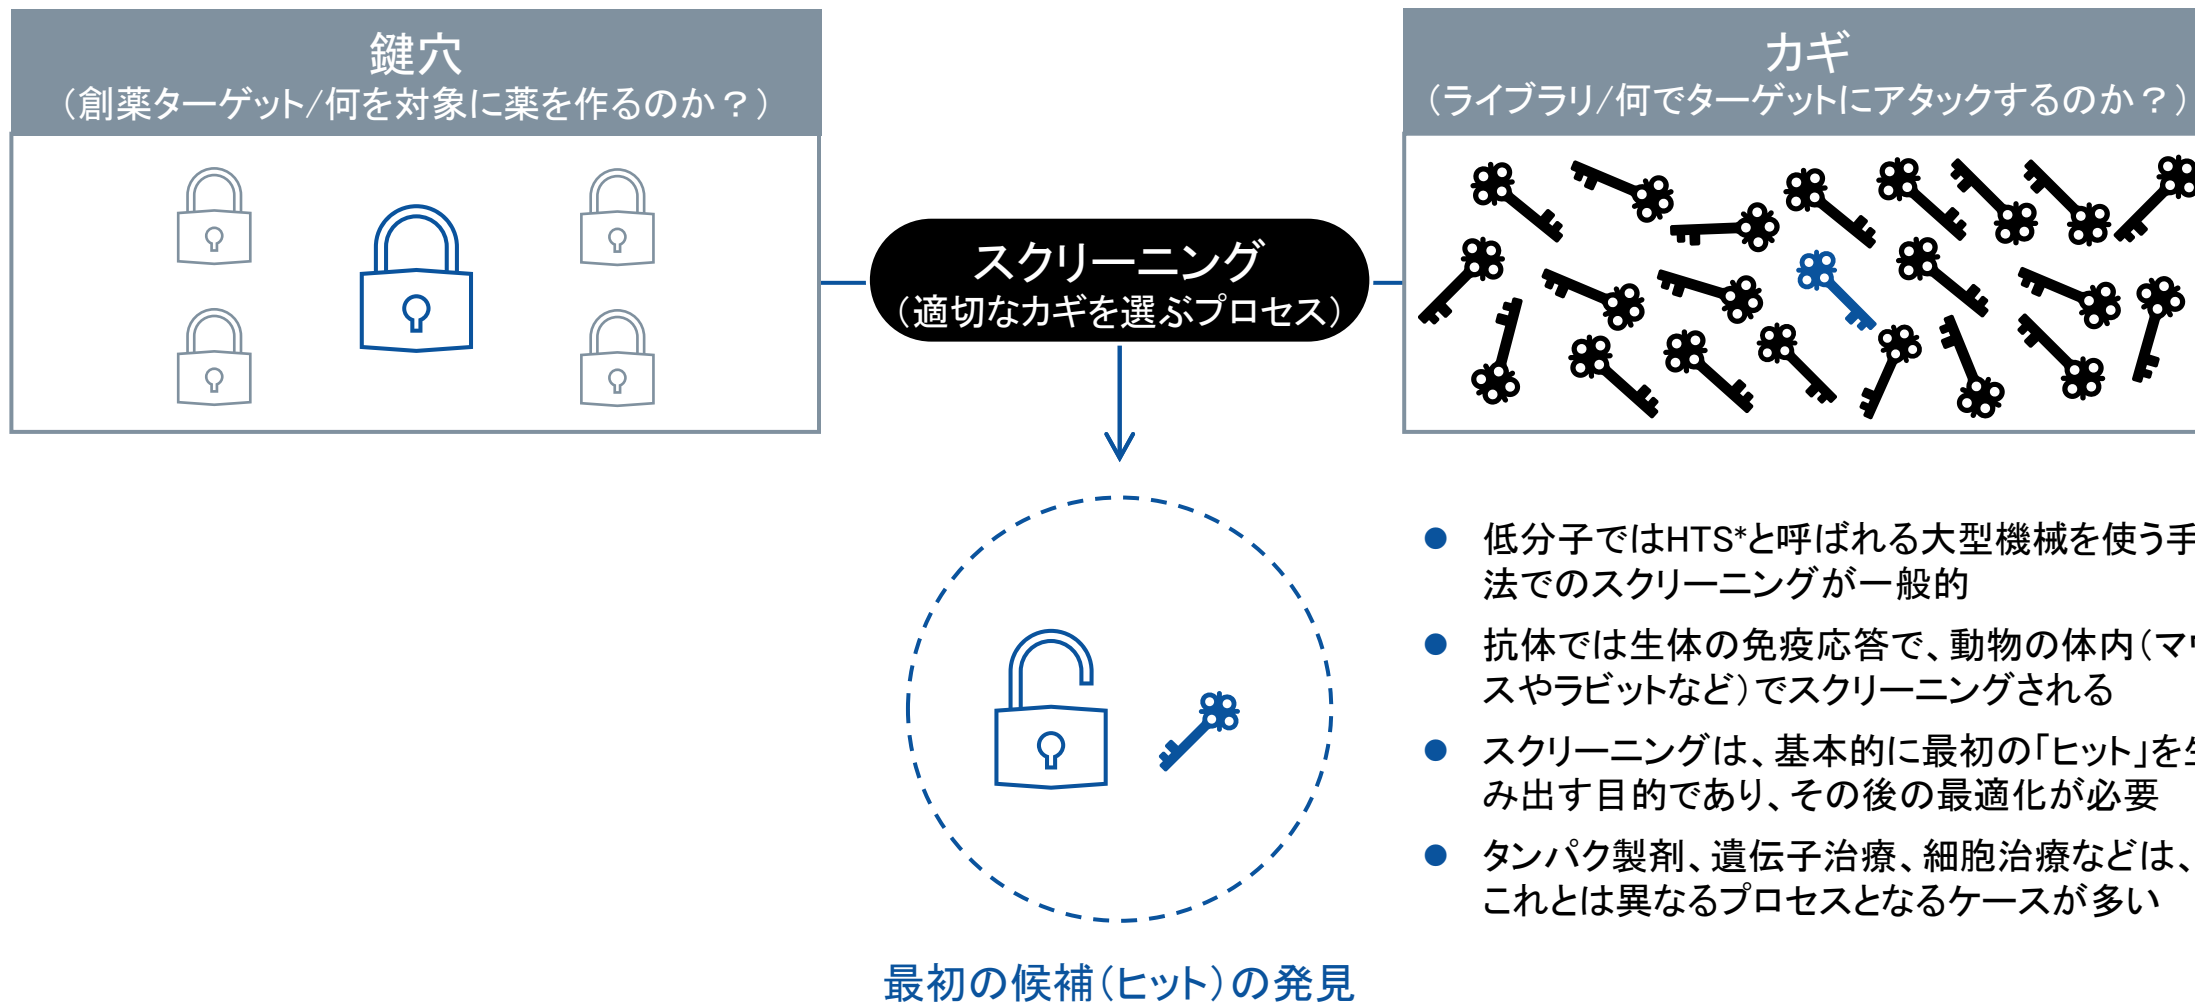 鍵穴
（創薬ターゲット/何を対象に薬を作るのか？）
カギ
（ライブラリ/何でターゲットにアタックするのか？）
スクリーニング
（適切なカギを選ぶプロセス）
最初の候補（ヒット）の発見
● 低分子ではHTS*と呼ばれる大型機械を使う手
法でのスクリーニングが一般的
● 抗体では生体の免疫応答で、動物の体内（マウ
スやラビットなど）でスクリーニングされる
● スクリーニングは、基本的に最初の「ヒット」を生
み出す目的であり、その後の最適化が必要
● タンパク製剤、遺伝子治療、細胞治療などは、
これとは異なるプロセスとなるケースが多い